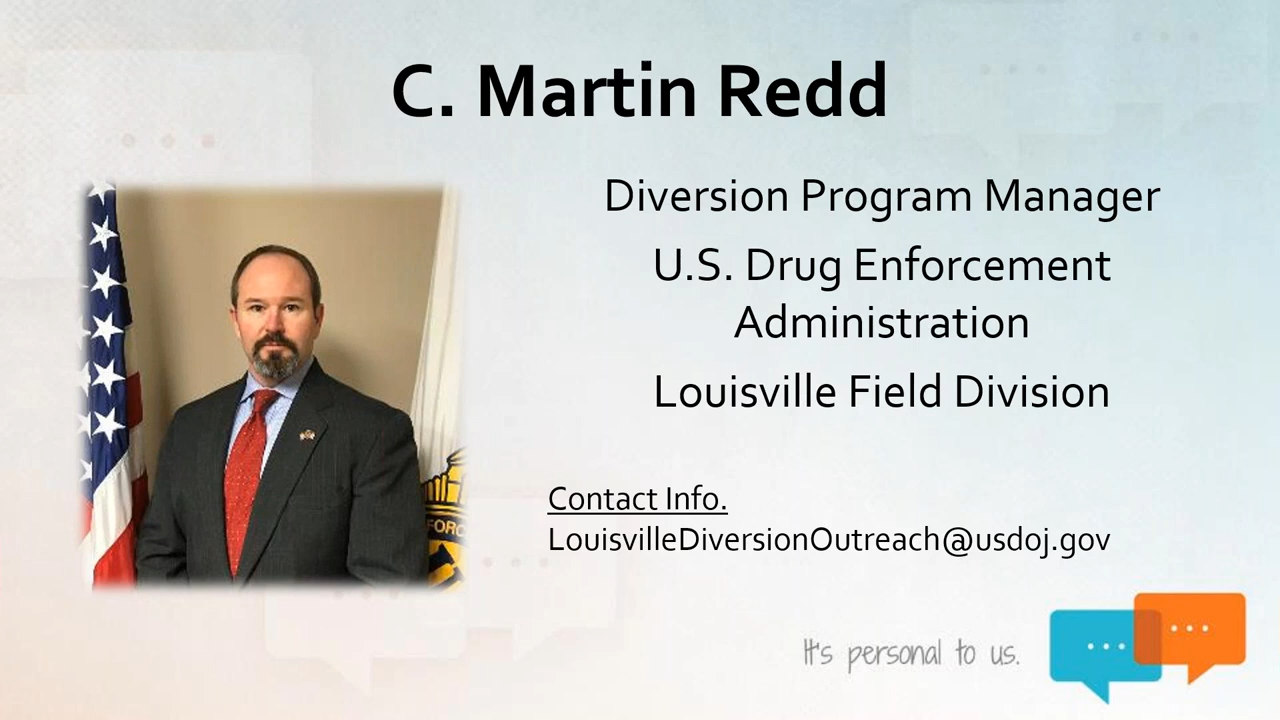 C. Martin Redd
Diversion Program Manager
U.S. Drug Enforcement
Administration
Louisville Field Division
Contact Info.
LouisvilleDiversionOutreach@usdoj.gov
FORC
It's personal to us.